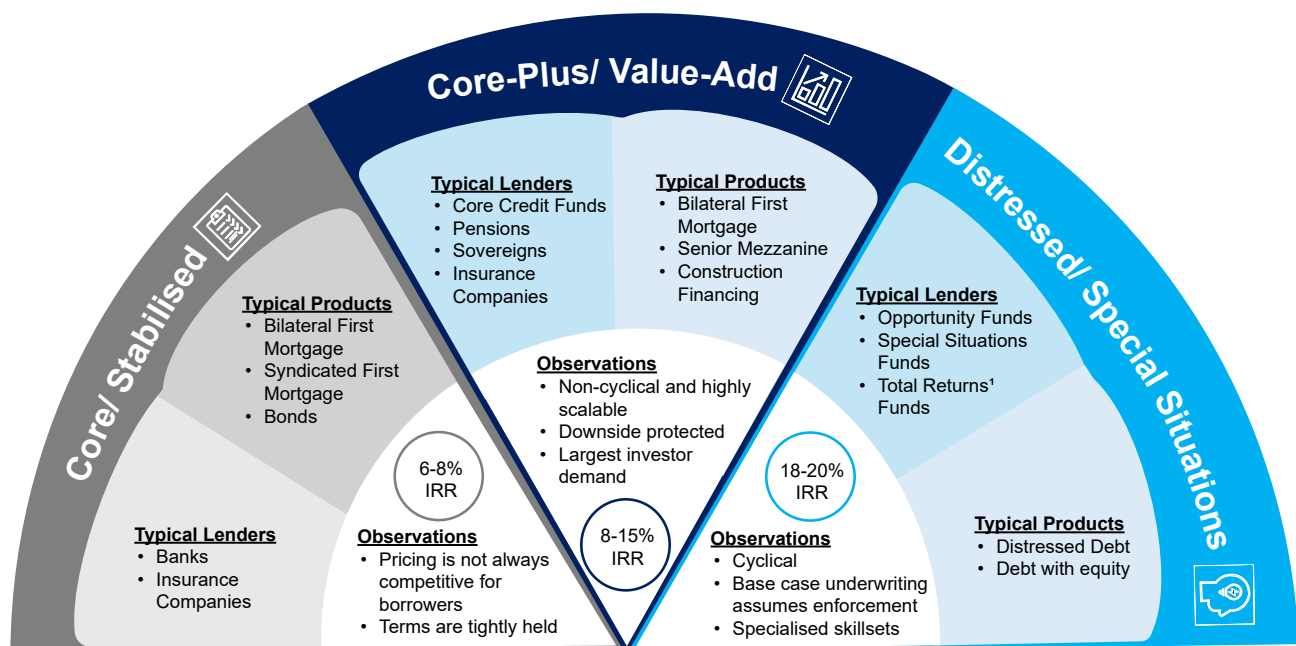 Core/ Stabilised
Typical Products
• Bilateral First
Mortgage
• Syndicated First
Mortgage
• Bonds
Typical Lenders
• Banks
• Insurance
Companies
6-8%
IRR
Observations
• Pricing is not always
competitive for
borrowers
• Terms are tightly held
Core-Plus/ Value-Add
Typical Lenders
• Core Credit Funds
• Pensions
• Sovereigns
• Insurance
Companies
Typical Products
• Bilateral First
Mortgage
• Senior Mezzanine
• Construction
Financing
Observations
• Non-cyclical and highly
scalable
• Downside protected
• Largest investor
demand
8-15%
IRR
Distressed/ Special Situations
Typical Lenders
• Opportunity Funds
• Special Situations
Funds
• Total Returns¹
Funds
Typical Products
• Distressed Debt
• Debt with equity
18-20%
IRR
Observations
• Cyclical
• Base case underwriting
assumes enforcement
• Specialised skillsets